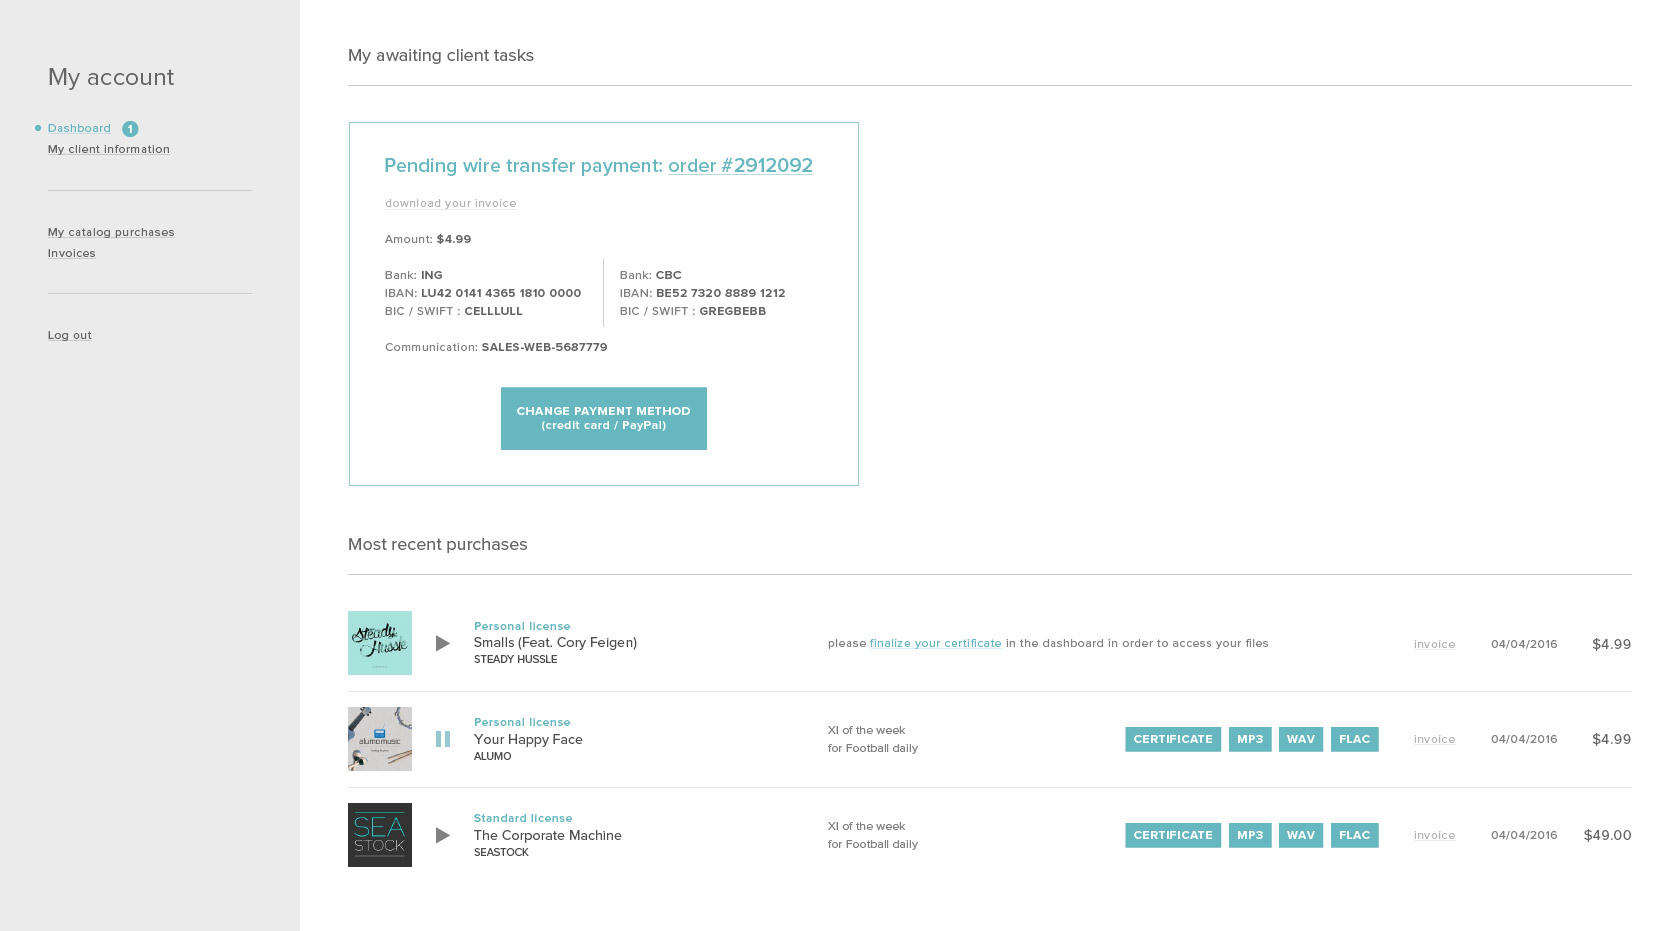 My account
Dashboard 1
My client information
My catalog purchases
Invoices
Log out
My awaiting client tasks
Pending wire transfer payment: order #2912092
download your invoice
Amount: $4.99
Bank: ING
IBAN: LU42 0141 4365 1810 0000
BIC / SWIFT : CELLLULL
Bank: CBC
IBAN: BE52 7320 8889 1212
BIC / SWIFT : GREGBEBB
Communication: SALES-WEB-5687779
CHANGE PAYMENT METHOD
(credit card / PayPal)
Most recent purchases
Steady
Hussle
Personal license
Smalls (Feat. Cory Feigen)
STEADY HUSSLE
please finalize your certificate in the dashboard in order to access your files
invoice 04/04/2016 $4.99
alumomusic
Personal license
Your Happy Face
ALUMO
XI of the week
for Football daily
CERTIFICATE MP3 WAV FLAC invoice 04/04/2016 $4.99
SEA
STOCK
Standard license
The Corporate Machine
SEASTOCK
XI of the week
for Football daily
CERTIFICATE MP3 WAV FLAC invoice 04/04/2016 $49.00